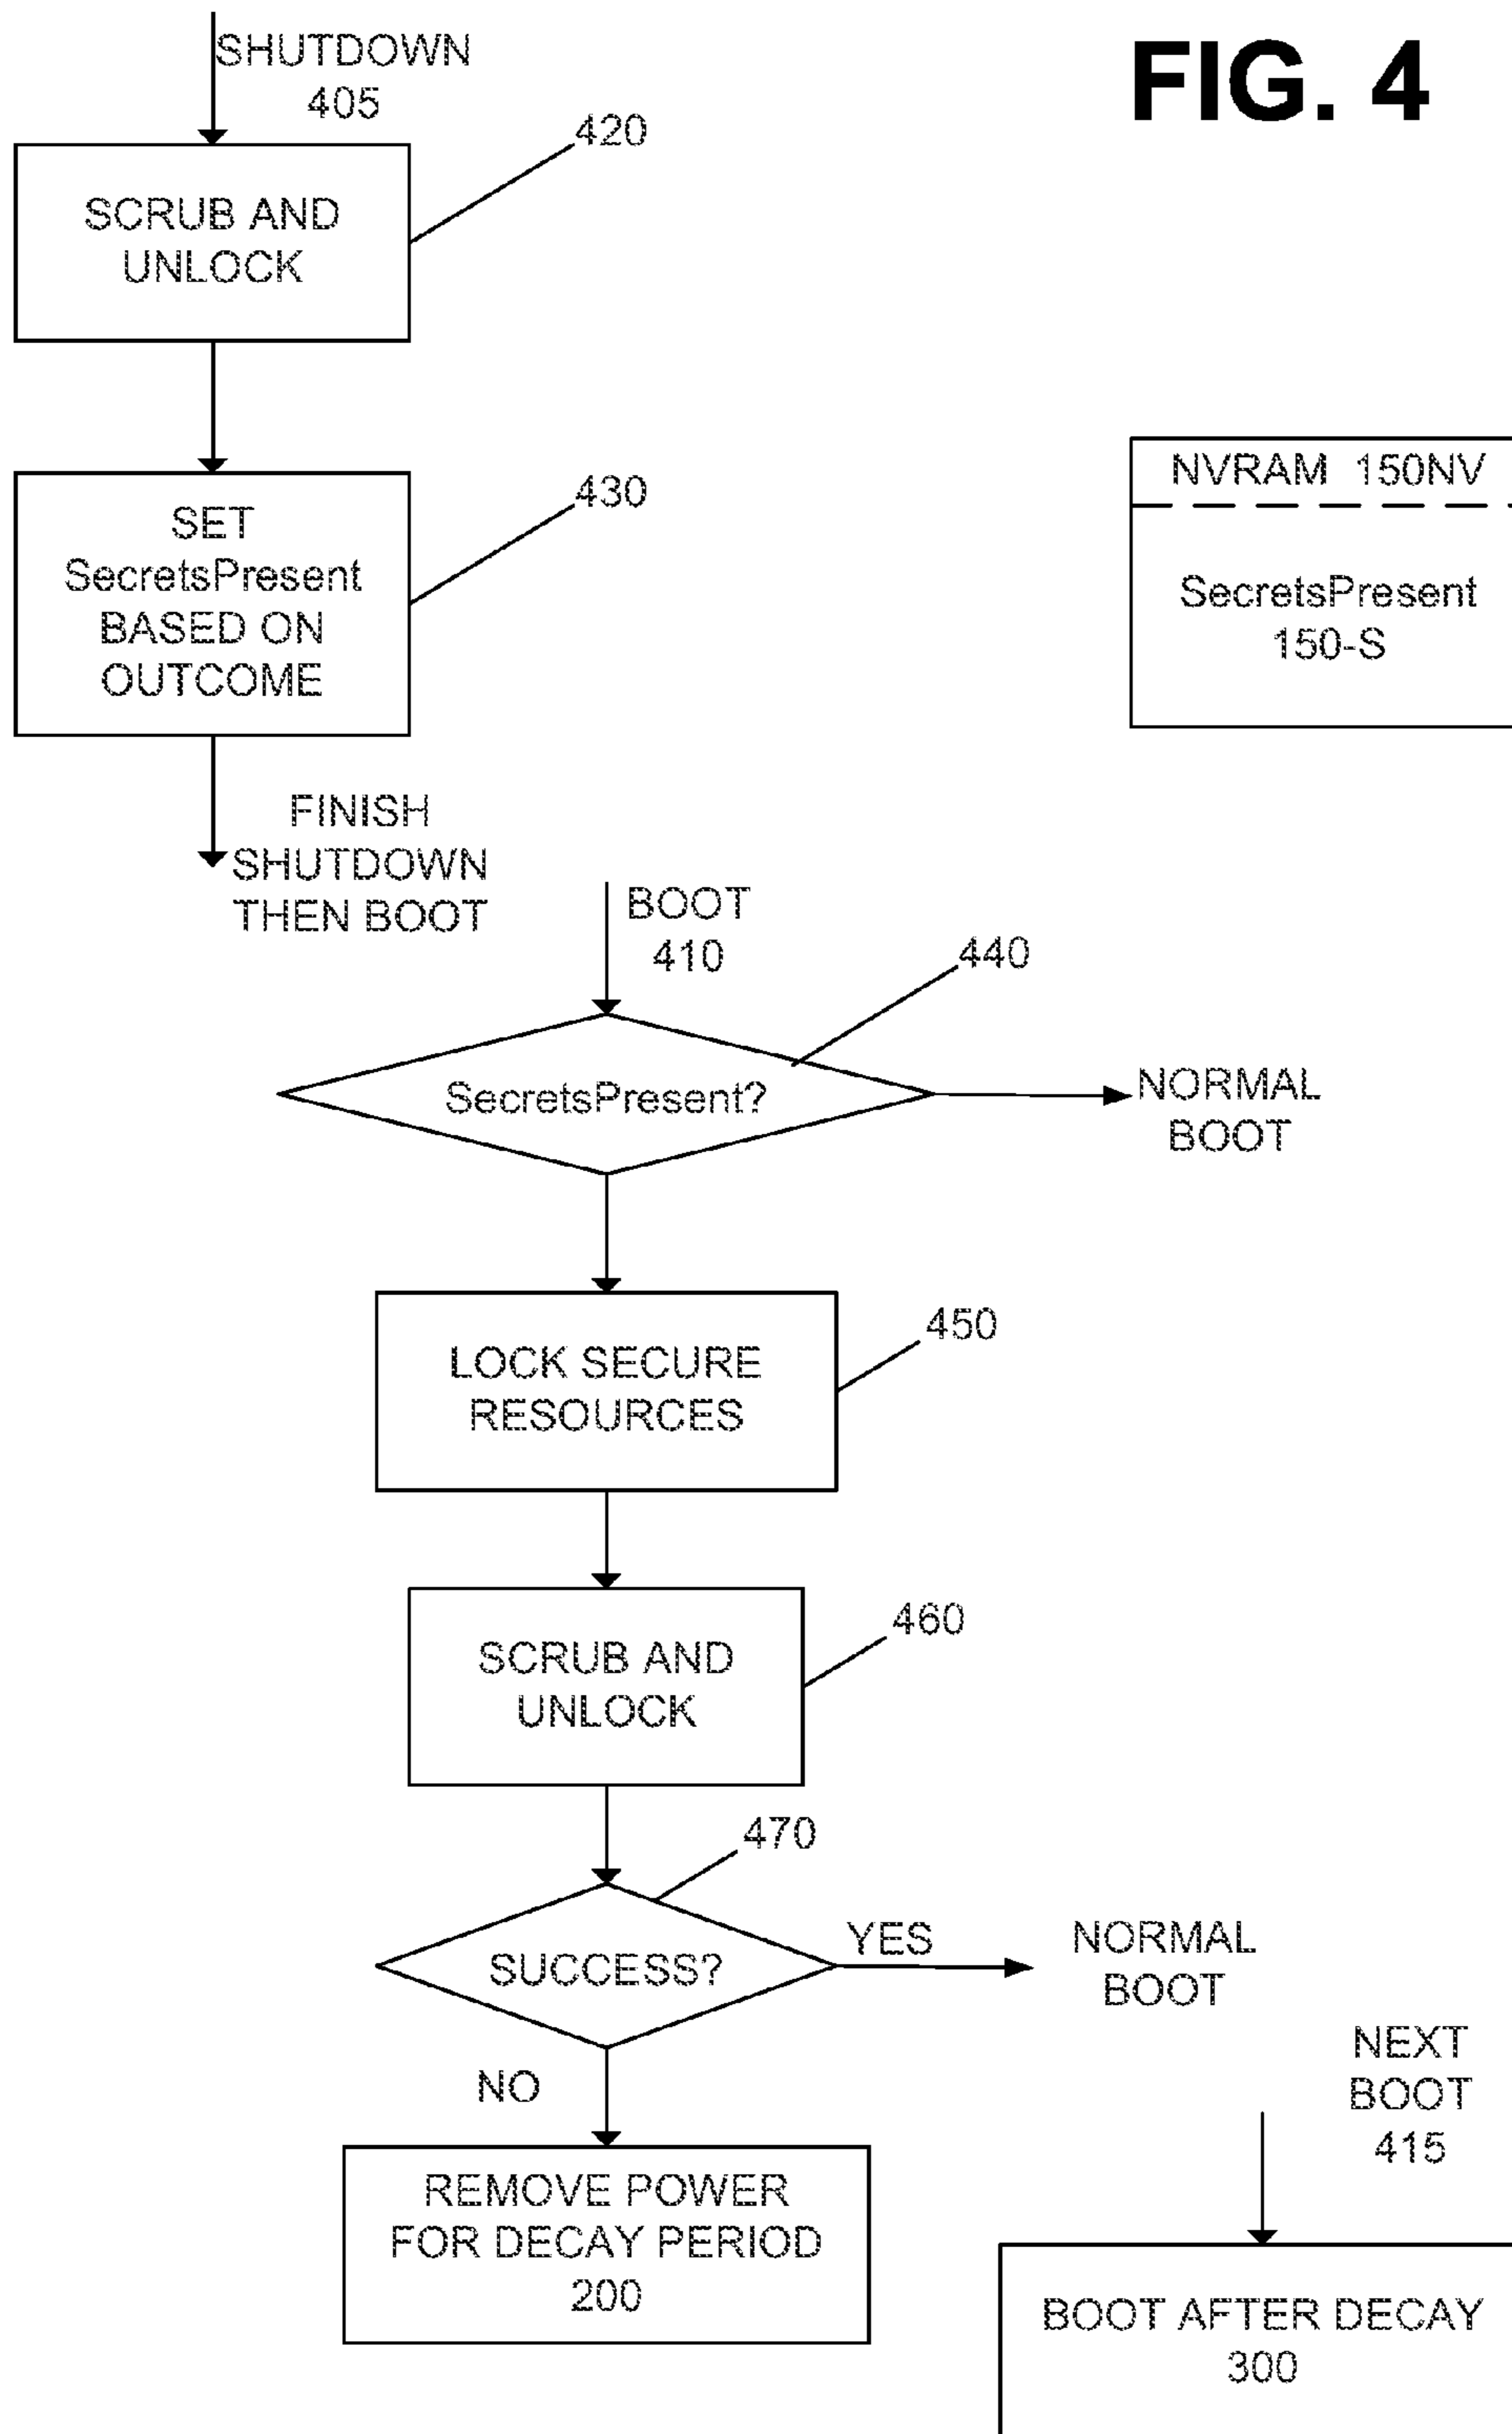 SHUTDOWN
405
FIG. 4
420
SCRUB AND
UNLOCK
430
SET
SecretsPresent
BASED ON
OUTCOME
NVRAM 150NV
SecretsPresent
150-S
FINISH
SHUTDOWN
THEN BOOT
BOOT
410
440
SecretsPresent?
NORMAL
BOOT
450
LOCK SECURE
RESOURCES
460
SCRUB AND
UNLOCK
470
SUCCESS?
YES
NORMAL
BOOT
NO
REMOVE POWER
FOR DECAY PERIOD
200
NEXT
BOOT
415
BOOT AFTER DECAY
300